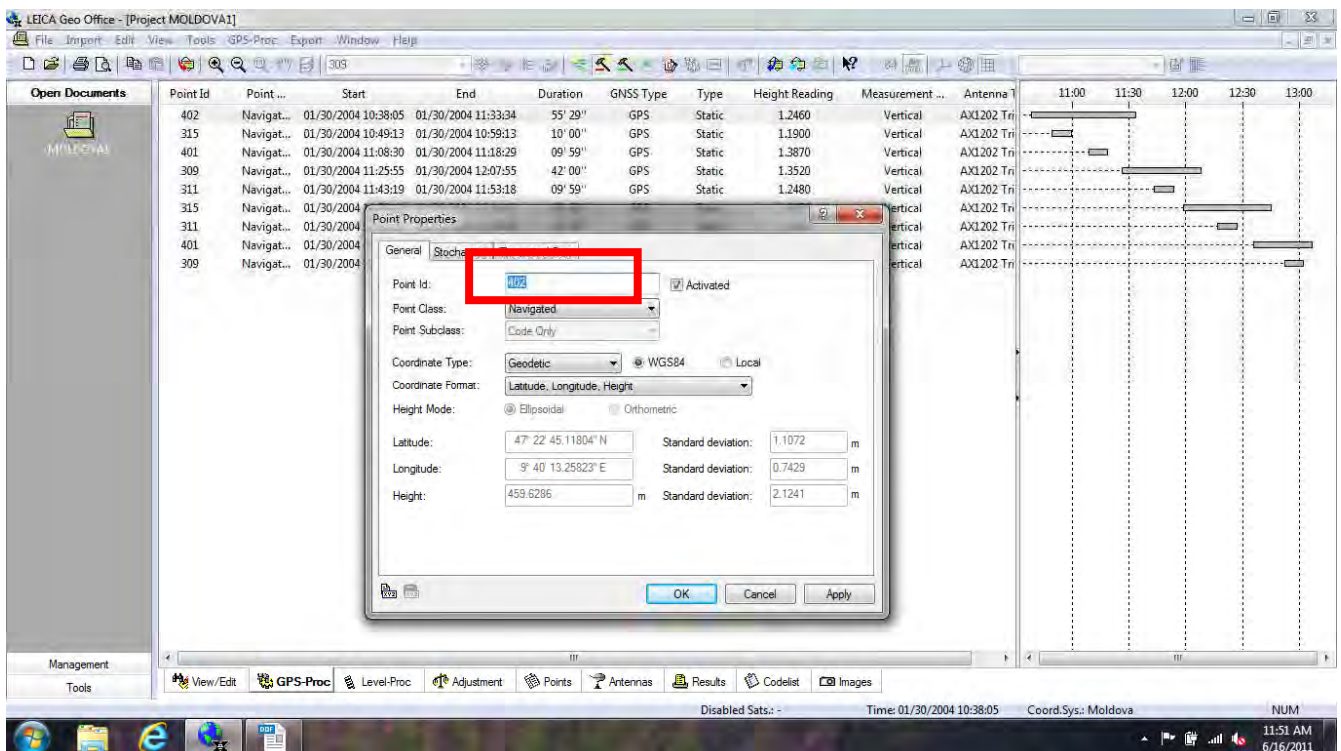 LEICA Geo Office - [Project MOLDOVA1]
File Import Edit View Tools GPS-Proc Export Window Help
309
Open Documents
MOLDOVA1
Point Id Point ... Start End Duration GNSS Type Type Height Reading Measurement ... Antenna T 11:00 11:30 12:00 12:30 13:00
402 Navigat... 01/30/2004 10:38:05 01/30/2004 11:33:34 55' 29" GPS Static 1.2460 Vertical AX1202 Tri
315 Navigat... 01/30/2004 10:49:13 01/30/2004 10:59:13 10' 00" GPS Static 1.1900 Vertical AX1202 Tri
401 Navigat... 01/30/2004 11:08:30 01/30/2004 11:18:29 09' 59" GPS Static 1.3870 Vertical AX1202 Tri
309 Navigat... 01/30/2004 11:25:55 01/30/2004 12:07:55 42' 00" GPS Static 1.3520 Vertical AX1202 Tri
311 Navigat... 01/30/2004 11:43:19 01/30/2004 11:53:18 09' 59" GPS Static 1.2480 Vertical AX1202 Tri
315 Navigat... 01/30/2004 Vertical AX1202 Tri
311 Navigat... 01/30/2004 ertical AX1202 Tri
401 Navigat... 01/30/2004 ertical AX1202 Tri
309 Navigat... 01/30/2004 ertical AX1202 Tri
Point Properties
General Stocha
Point Id: 402 Activated
Point Class: Navigated
Point Subclass: Code Only
Coordinate Type: Geodetic WGS84 Local
Coordinate Format: Latitude, Longitude, Height
Height Mode: Ellipsoidal Orthometric
Latitude: 47° 22' 45.11804" N Standard deviation: 1.1072 m
Longitude: 9° 40' 13.25823" E Standard deviation: 0.7429 m
Height: 459.6286 m Standard deviation: 2.1241 m
OK Cancel Apply
Management
Tools
View/Edit GPS-Proc Level-Proc Adjustment Points Antennas Results Codelist Images
Disabled Sats.: - Time: 01/30/2004 10:38:05 Coord.Sys.: Moldova NUM
11:51 AM
6/16/2011